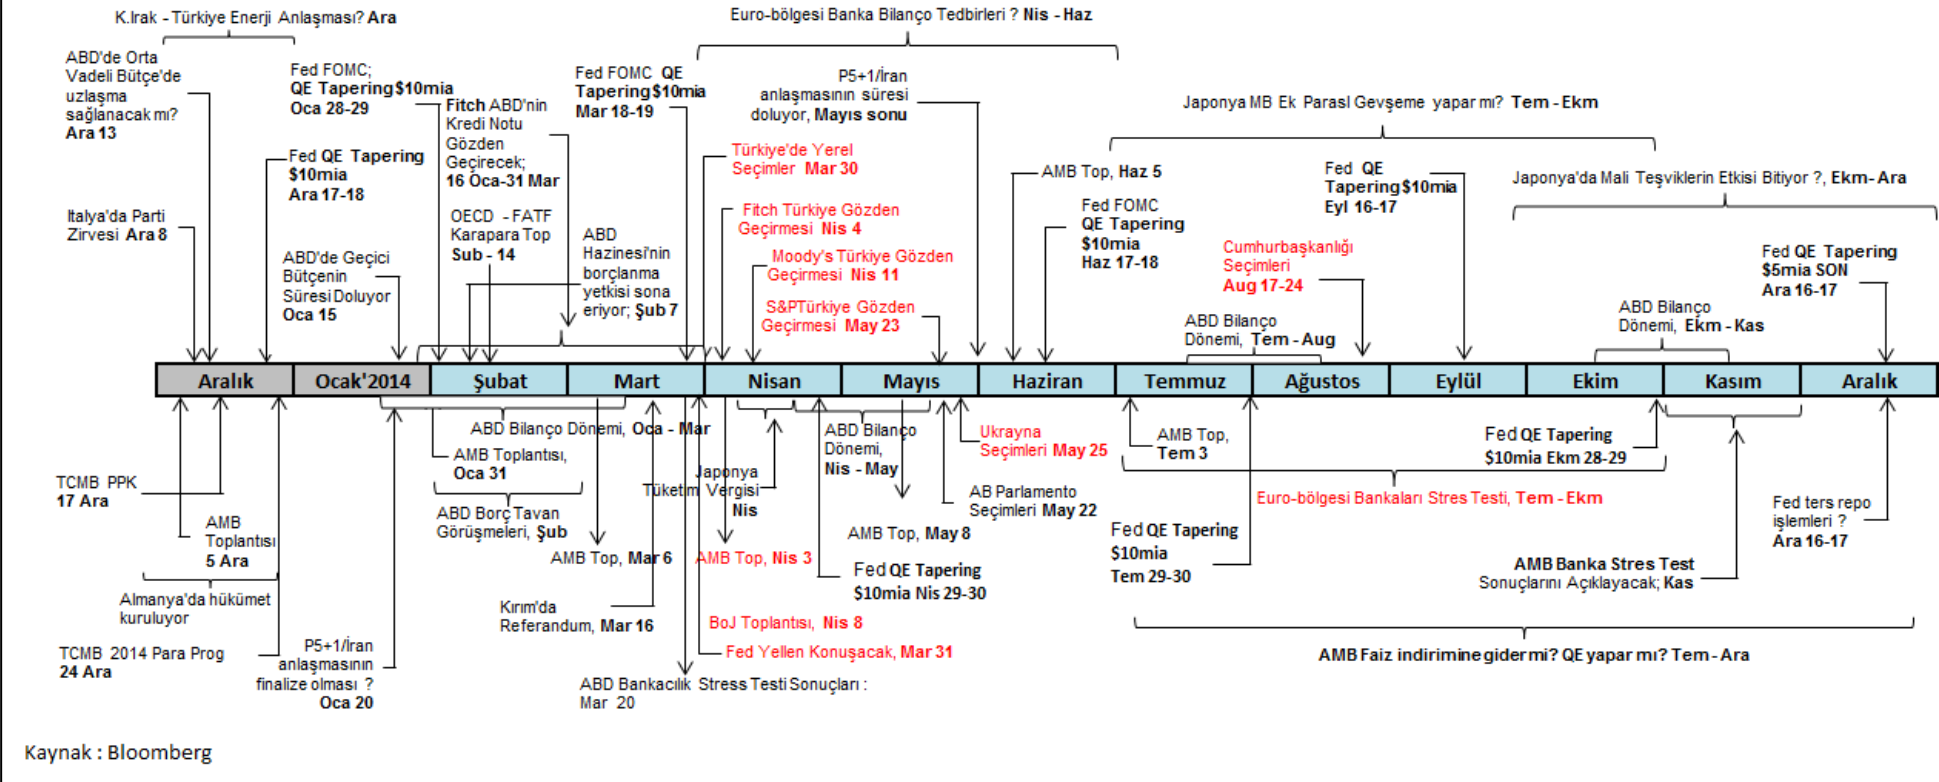 K.Irak - Türkiye Enerji Anlaşması? Ara
Euro-bölgesi Banka Bilanço Tedbirleri ? Nis - Haz
ABD'de Orta
Vadeli Bütçe'de
uzlaşma
sağlanacak mı?
Ara 13
Fed FOMC;
QE Tapering $10mia
Oca 28-29
Fitch ABD'nin
Kredi Notu
Gözden
Geçirecek;
16 Oca-31 Mar
Fed FOMC QE
Tapering $10mia
Mar 18-19
P5+1/İran
anlaşmasının süresi
doluyor, Mayıs sonu
Japonya MB Ek Parasl Gevşeme yapar mı? Tem - Ekm
Fed QE Tapering
$10mia
Ara 17-18
Türkiye'de Yerel
Seçimler Mar 30
AMB Top, Haz 5
Fed QE
Tapering $10mia
Eyl 16-17
Japonya'da Mali Teşviklerin Etkisi Bitiyor ?, Ekm- Ara
Italya'da Parti
Zirvesi Ara 8
OECD - FATF
Karapara Top
Sub - 14
Fitch Türkiye Gözden
Geçirmesi Nis 4
Fed FOMC
QE Tapering
$10mia
Haz 17-18
ABD
Hazinesi'nin
borçlanma
yetkisi sona
eriyor; Şub 7
Moody's Türkiye Gözden
Geçirmesi Nis 11
Cumhurbaşkanlığı
Seçimleri
Aug 17-24
Fed QE Tapering
$5mia SON
Ara 16-17
ABD'de Geçici
Bütçenin
Süresi Doluyor
Oca 15
S&PTürkiye Gözden
Geçirmesi May 23
ABD Bilanço
Dönemi, Tem - Aug
ABD Bilanço
Dönemi, Ekm - Kas
Aralık Ocak'2014 Şubat Mart Nisan Mayıs Haziran Temmuz Ağustos Eylül Ekim Kasım Aralık
ABD Bilanço Dönemi, Oca - Mar
AMB Toplantısı,
Oca 31
ABD Bilanço
Dönemi,
Nis - May
Ukrayna
Seçimleri May 25
AMB Top,
Tem 3
Fed QE Tapering
$10mia Ekm 28-29
TCMB PPK
17 Ara
Japonya
Tüketim Vergisi
Nis
AB Parlamento
Seçimleri May 22
Euro-bölgesi Bankaları Stres Testi, Tem - Ekm
Fed ters repo
işlemleri ?
Ara 16-17
ABD Borç Tavan
Görüşmeleri, Şub
AMB
Toplantısı
5 Ara
AMB Top, Mar 6
AMB Top, Nis 3
AMB Top, May 8
Fed QE Tapering
$10mia
Tem 29-30
Fed QE Tapering
$10mia Nis 29-30
AMB Banka Stres Test
Sonuçlarını Açıklayacak; Kas
Almanya'da hükümet
kuruluyor
Kırım'da
Referandum, Mar 16
BoJ Toplantısı, Nis 8
TCMB 2014 Para Prog
24 Ara
P5+1/İran
anlaşmasının
finalize olması ?
Oca 20
Fed Yellen Konuşacak, Mar 31
AMB Faiz indirimine gider mi? QE yapar mı? Tem - Ara
ABD Bankacılık Stress Testi Sonuçları :
Mar 20
Kaynak : Bloomberg